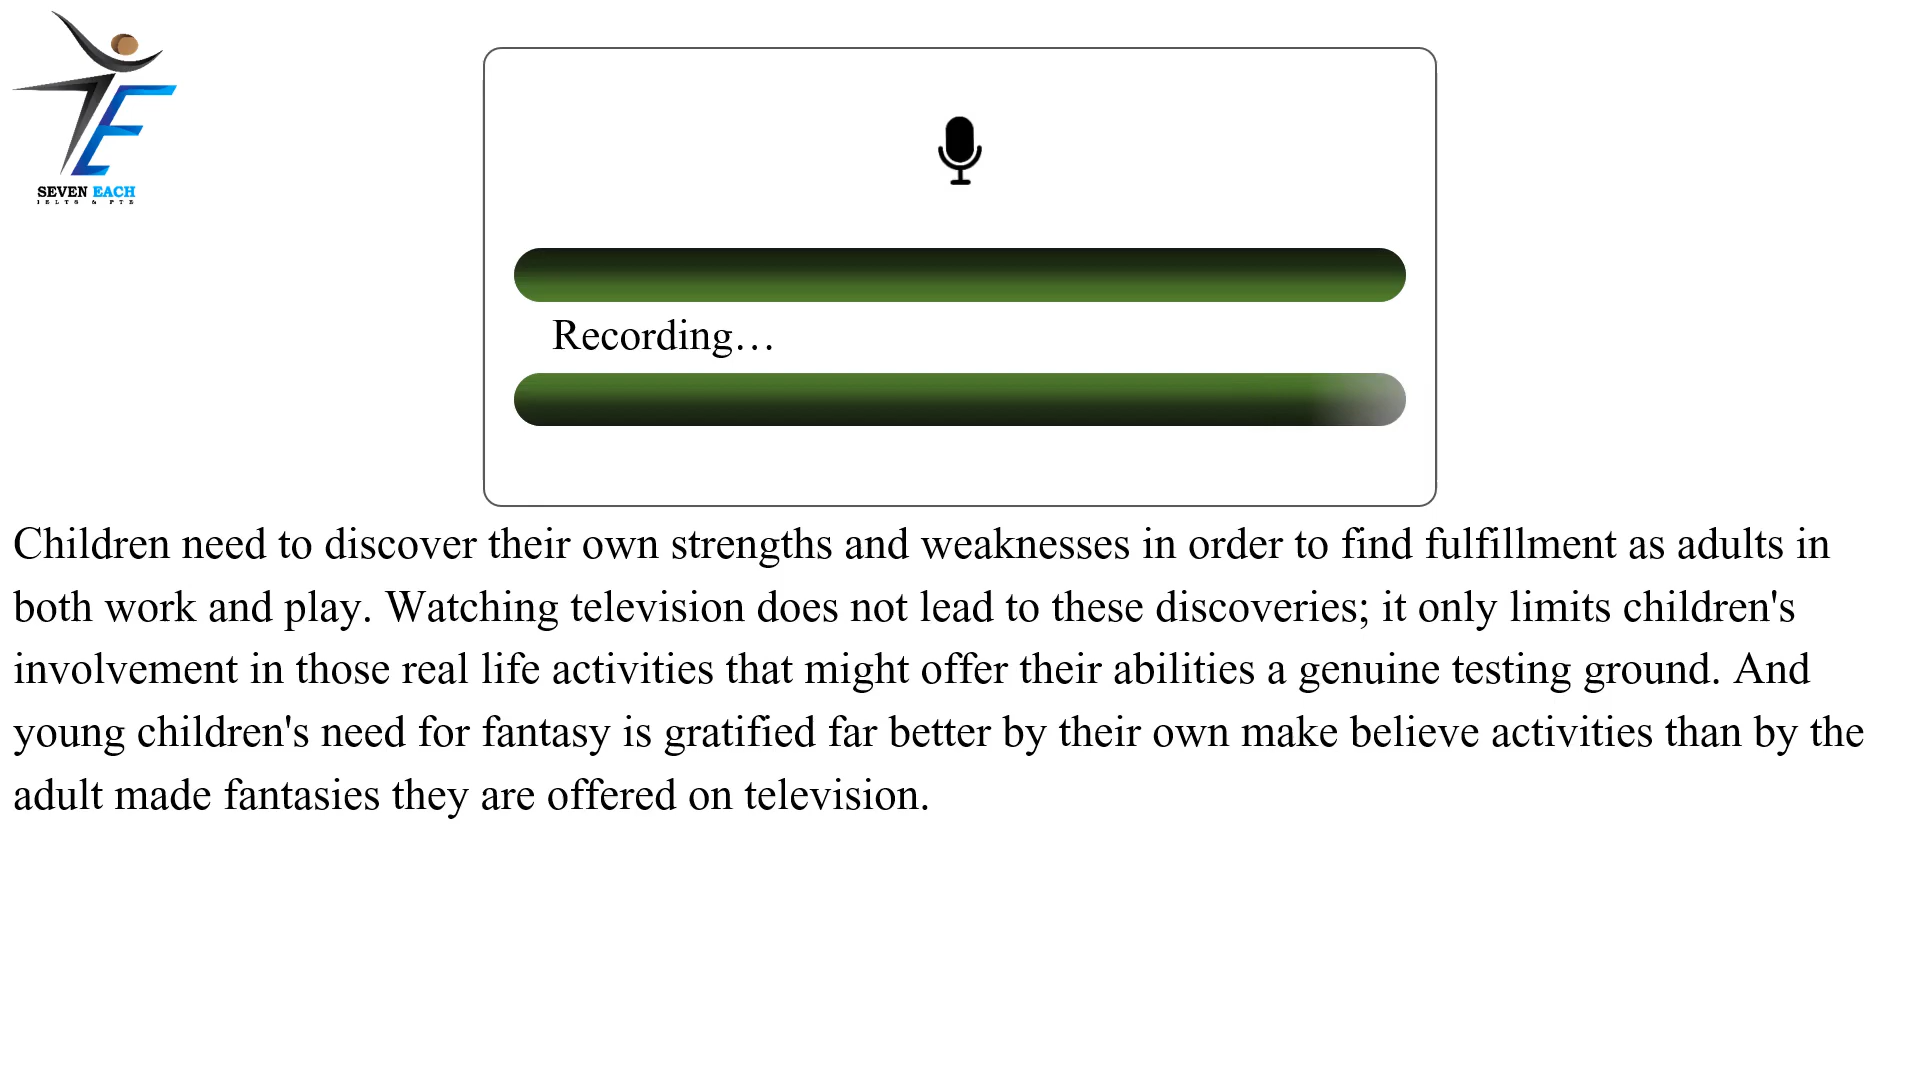 SEVEN EACH
IELTS & PTE
Recording…
Children need to discover their own strengths and weaknesses in order to find fulfillment as adults in
both work and play. Watching television does not lead to these discoveries; it only limits children's
involvement in those real life activities that might offer their abilities a genuine testing ground. And
young children's need for fantasy is gratified far better by their own make believe activities than by the
adult made fantasies they are offered on television.